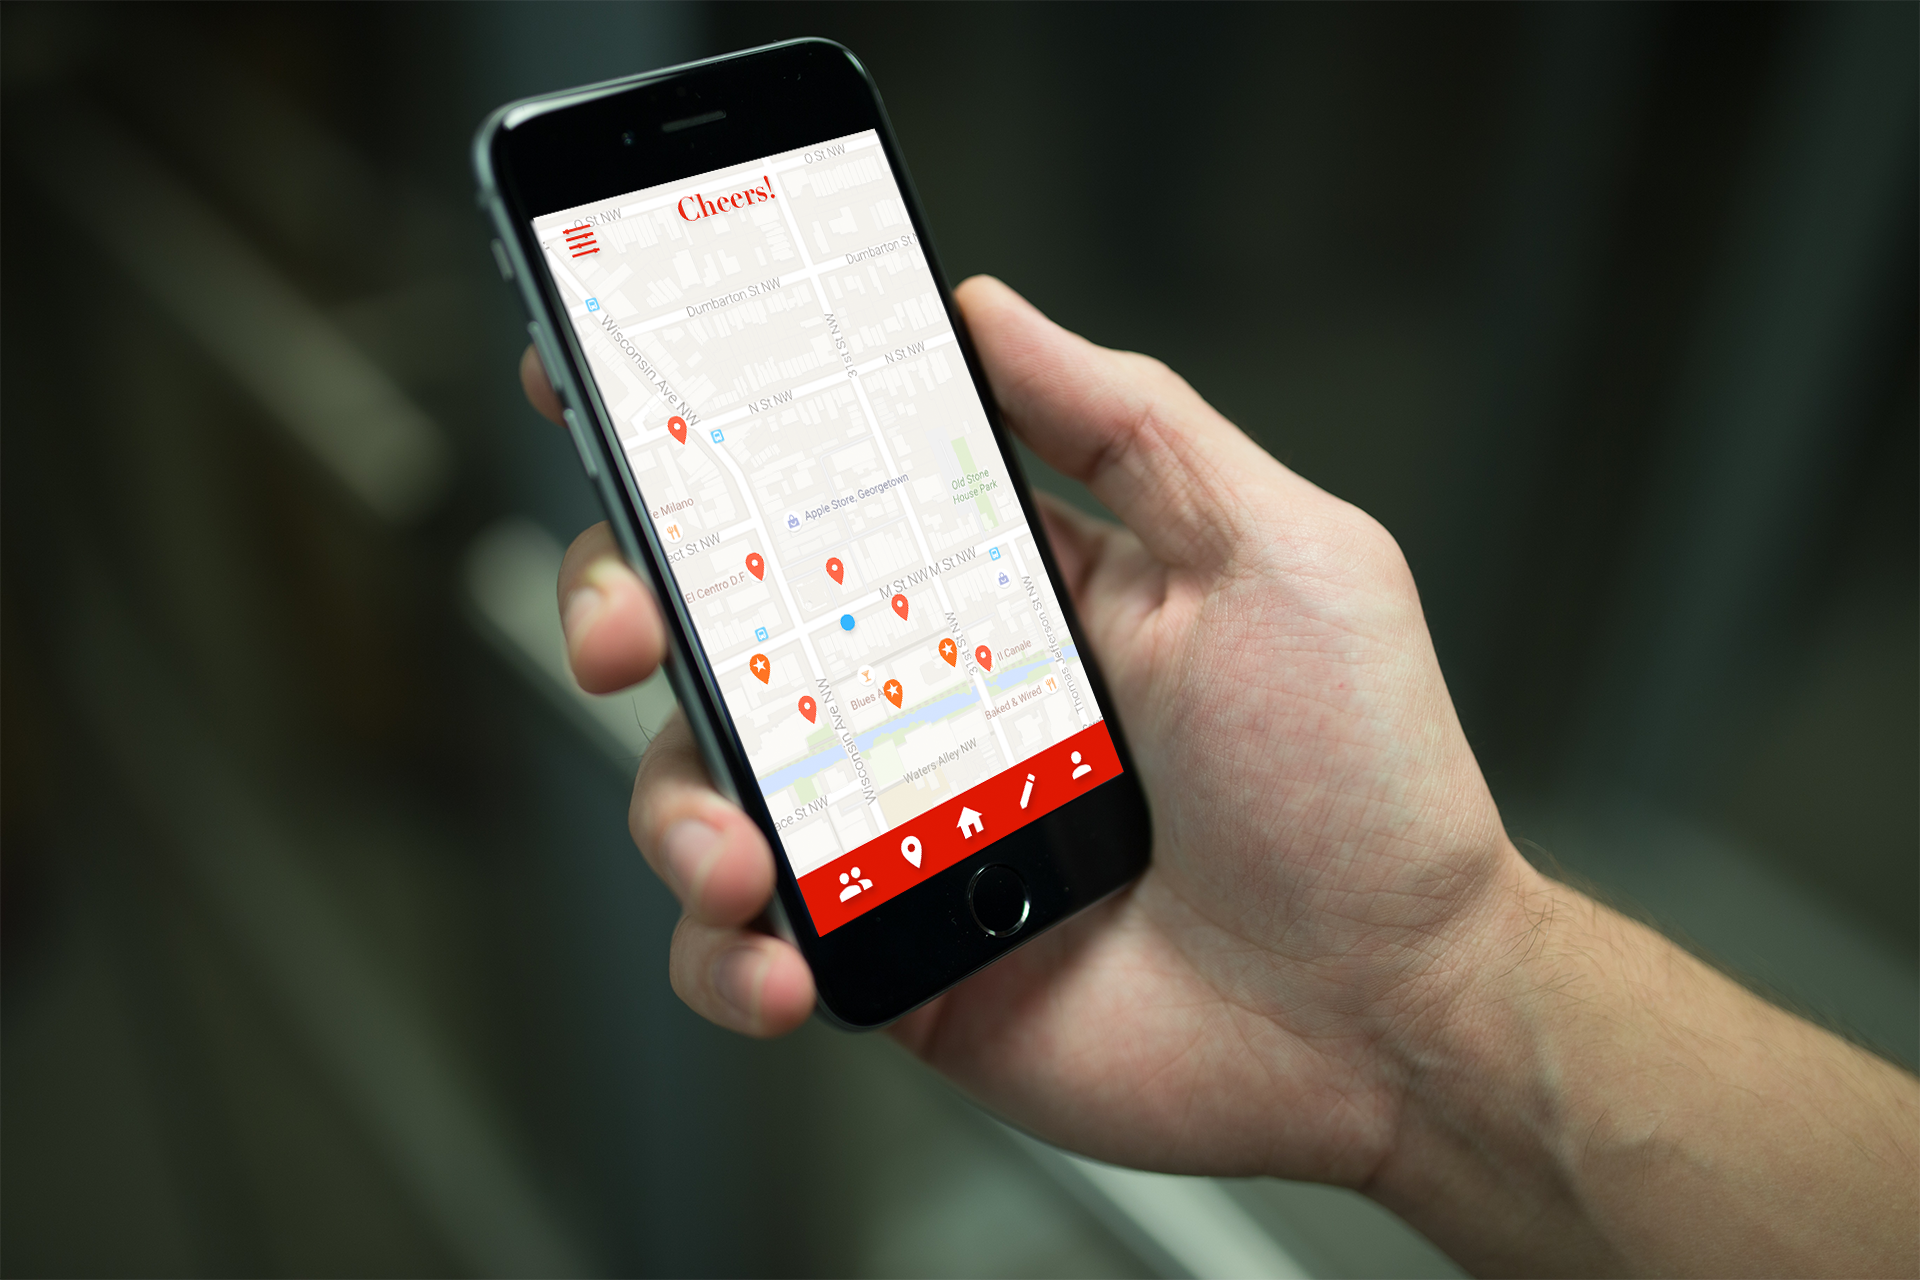 O St NW
Cheers!
O St NW
Dumbarton St N
Dumbarton St NW
Wisconsin Ave NW
31st St NW
N St NW
N St NW
Old Stone
House Park
Apple Store, Georgetown
e Milano
ect St NW
El Centro D.F.
M St NW
M St NW
31st St NW
Thomas Jefferson St NW
Il Canale
Blues A
Baked & Wired
Wisconsin Ave NW
Waters Alley NW
ace St NW